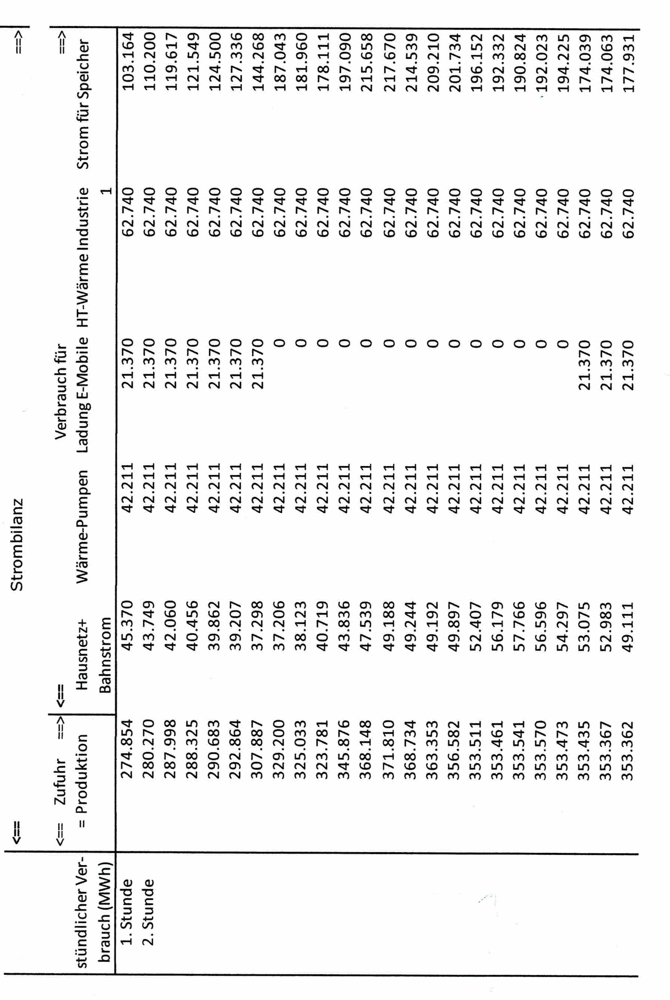 <== Strombilanz ==>
<== Zufuhr ==> <== Verbrauch für ==>
stündlicher Ver- = Produktion Hausnetz+ Wärme-Pumpen Ladung E-Mobile HT-Wärme Industrie Strom für Speicher
brauch (MWh) Bahnstrom 1
1. Stunde 274.854 45.370 42.211 21.370 62.740 103.164
2. Stunde 280.270 43.749 42.211 21.370 62.740 110.200
287.998 42.060 42.211 21.370 62.740 119.617
288.325 40.456 42.211 21.370 62.740 121.549
290.683 39.862 42.211 21.370 62.740 124.500
292.864 39.207 42.211 21.370 62.740 127.336
307.887 37.298 42.211 21.370 62.740 144.268
329.200 37.206 42.211 0 62.740 187.043
325.033 38.123 42.211 0 62.740 181.960
323.781 40.719 42.211 0 62.740 178.111
345.876 43.836 42.211 0 62.740 197.090
368.148 47.539 42.211 0 62.740 215.658
371.810 49.188 42.211 0 62.740 217.670
368.734 49.244 42.211 0 62.740 214.539
363.353 49.192 42.211 0 62.740 209.210
356.582 49.897 42.211 0 62.740 201.734
353.511 52.407 42.211 0 62.740 196.152
353.461 56.179 42.211 0 62.740 192.332
353.541 57.766 42.211 0 62.740 190.824
353.570 56.596 42.211 0 62.740 192.023
353.473 54.297 42.211 0 62.740 194.225
353.435 53.075 42.211 21.370 62.740 174.039
353.367 52.983 42.211 21.370 62.740 174.063
353.362 49.111 42.211 21.370 62.740 177.931